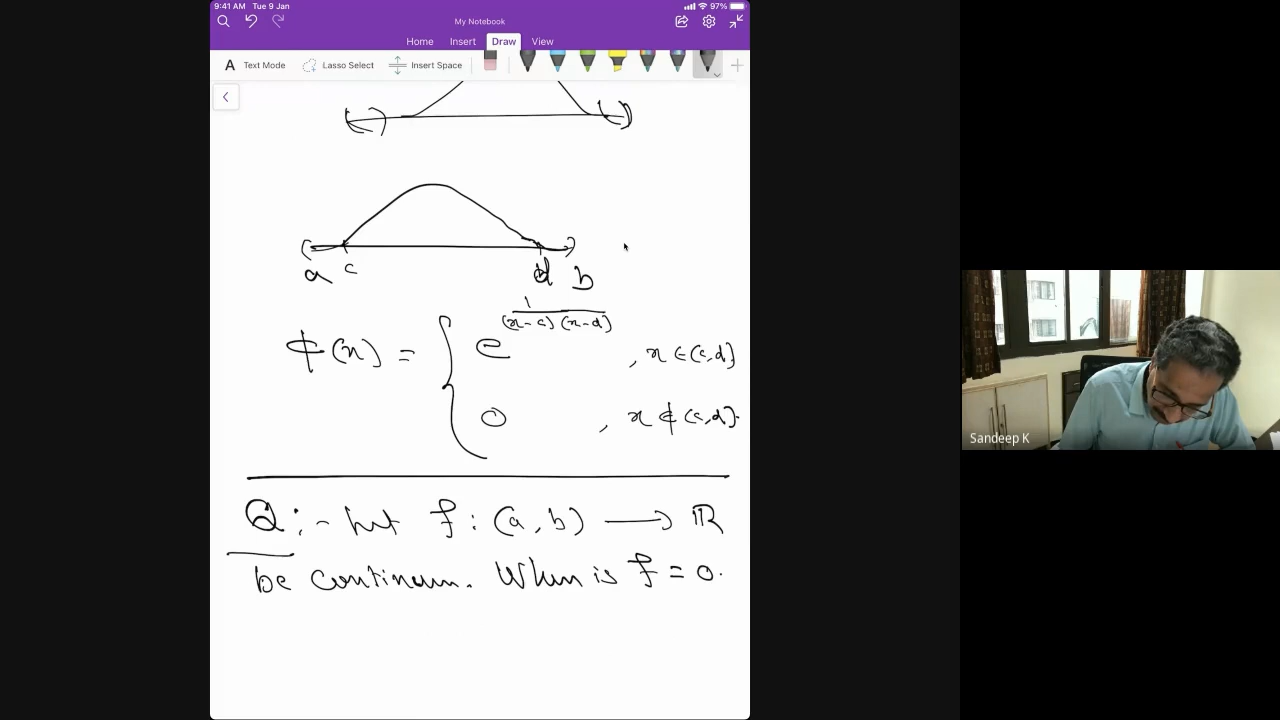 9:41 AM Tue 9 Jan
97%
My Notebook
Home Insert Draw View
A Text Mode Lasso Select Insert Space
a c d b
ϕ(x) = { e^{1/((x-c)(x-d))} , x ∈ (c,d)
0 , x ∉ (c,d).
Q:- Let f : (a, b) ⟶ ℝ
be continuous. When is f = 0.
Sandeep K